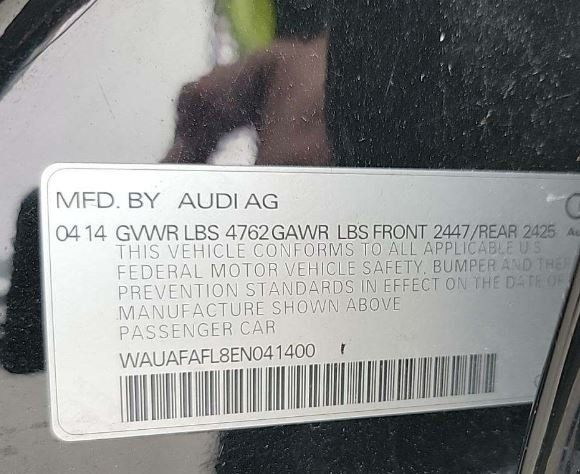 MFD. BY AUDI AG
04 14 GVWR LBS 4762 GAWR LBS FRONT 2447/REAR 2425
THIS VEHICLE CONFORMS TO ALL APPLICABLE U.S.
FEDERAL MOTOR VEHICLE SAFETY, BUMPER AND
PREVENTION STANDARDS IN EFFECT ON THE DATE OF
MANUFACTURE SHOWN ABOVE
PASSENGER CAR
WAUAFAFL8EN041400